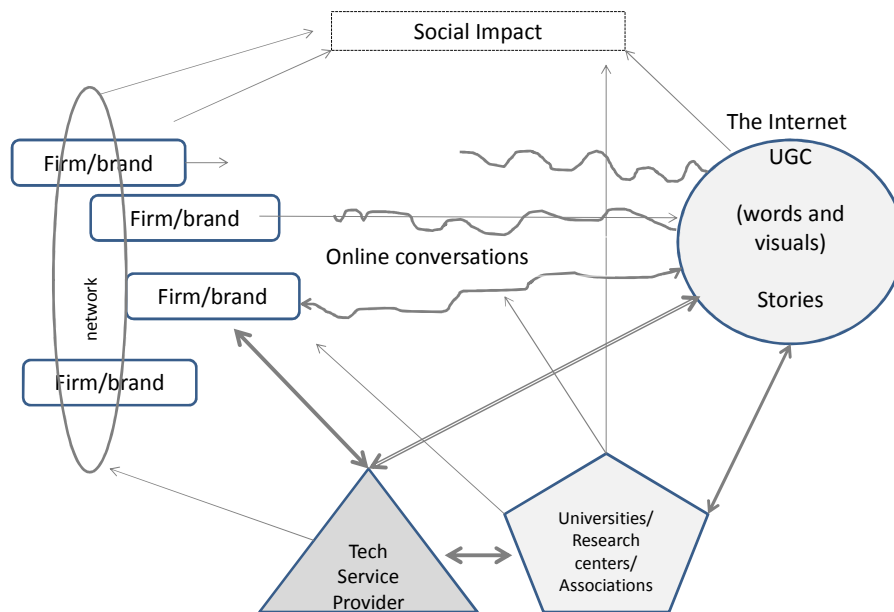 Social Impact
The Internet
UGC
(words and
visuals)
Stories
Firm/brand
Firm/brand
Online conversations
Firm/brand
network
Firm/brand
Tech
Service
Provider
Universities/
Research
centers/
Associations